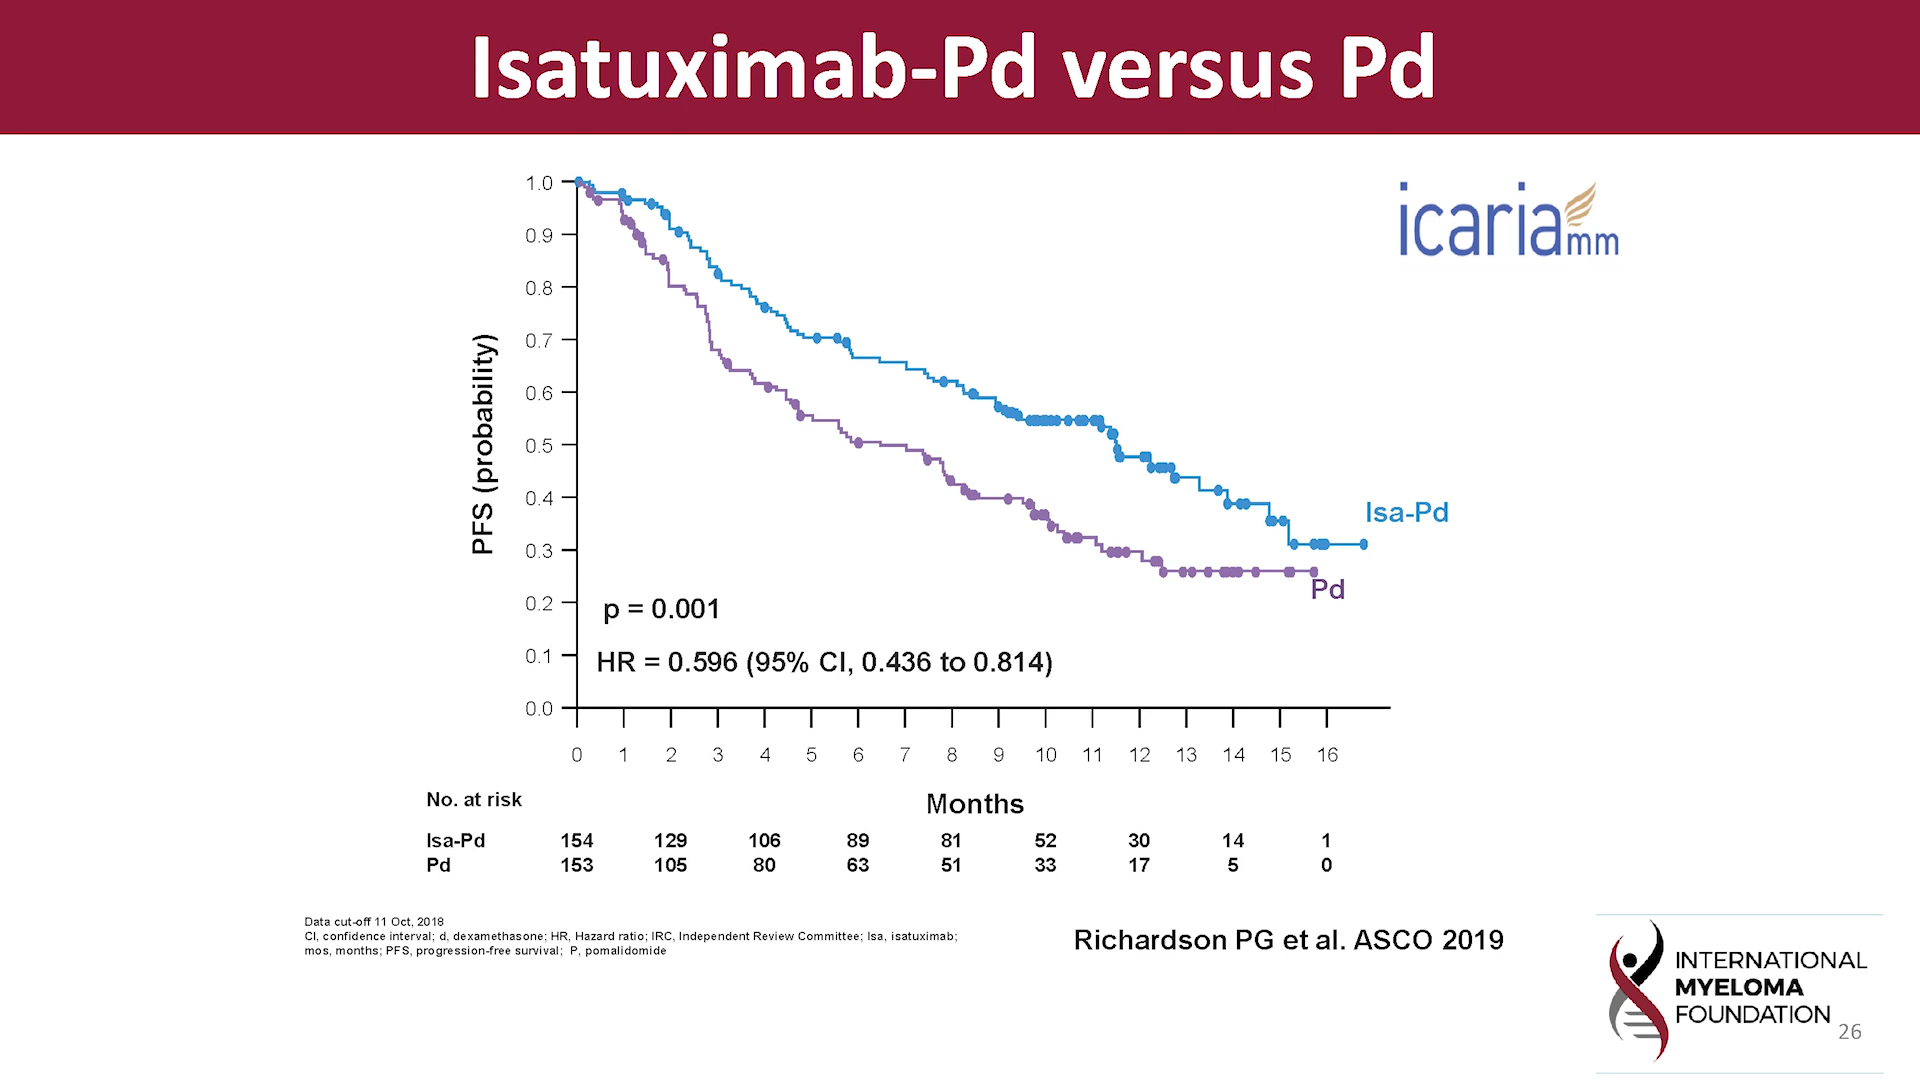 Isatuximab-Pd versus Pd
icaria mm
PFS (probability)
1.0
0.9
0.8
0.7
0.6
0.5
0.4
0.3
0.2
0.1
0.0
Isa-Pd
Pd
p = 0.001
HR = 0.596 (95% CI, 0.436 to 0.814)
0 1 2 3 4 5 6 7 8 9 10 11 12 13 14 15 16
Months
No. at risk
Isa-Pd 154 129 106 89 81 52 30 14 1
Pd 153 105 80 63 51 33 17 5 0
Data cut-off 11 Oct, 2018
CI, confidence interval; d, dexamethasone; HR, Hazard ratio; IRC, Independent Review Committee; Isa, isatuximab;
mos, months; PFS, progression-free survival; P, pomalidomide
Richardson PG et al. ASCO 2019
INTERNATIONAL
MYELOMA
FOUNDATION
26